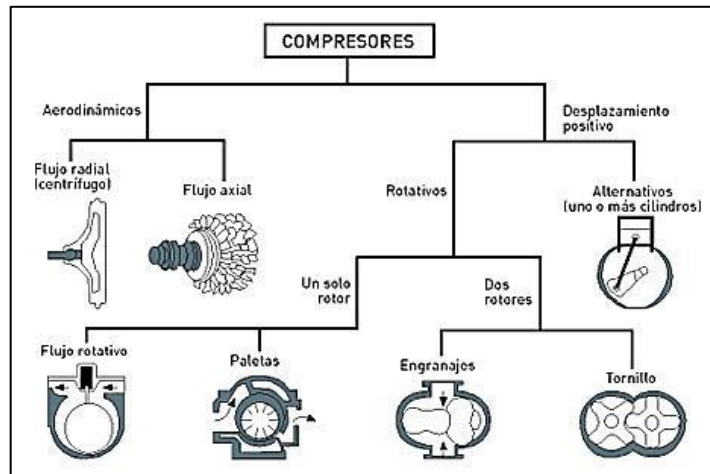 COMPRESORES
Aerodinámicos
Desplazamiento
positivo
Flujo radial
(centrífugo)
Flujo axial
Rotativos
Alternativos
(uno o más cilindros)
Un solo
rotor
Dos
rotores
Flujo rotativo
Paletas
Engranajes
Tornillo